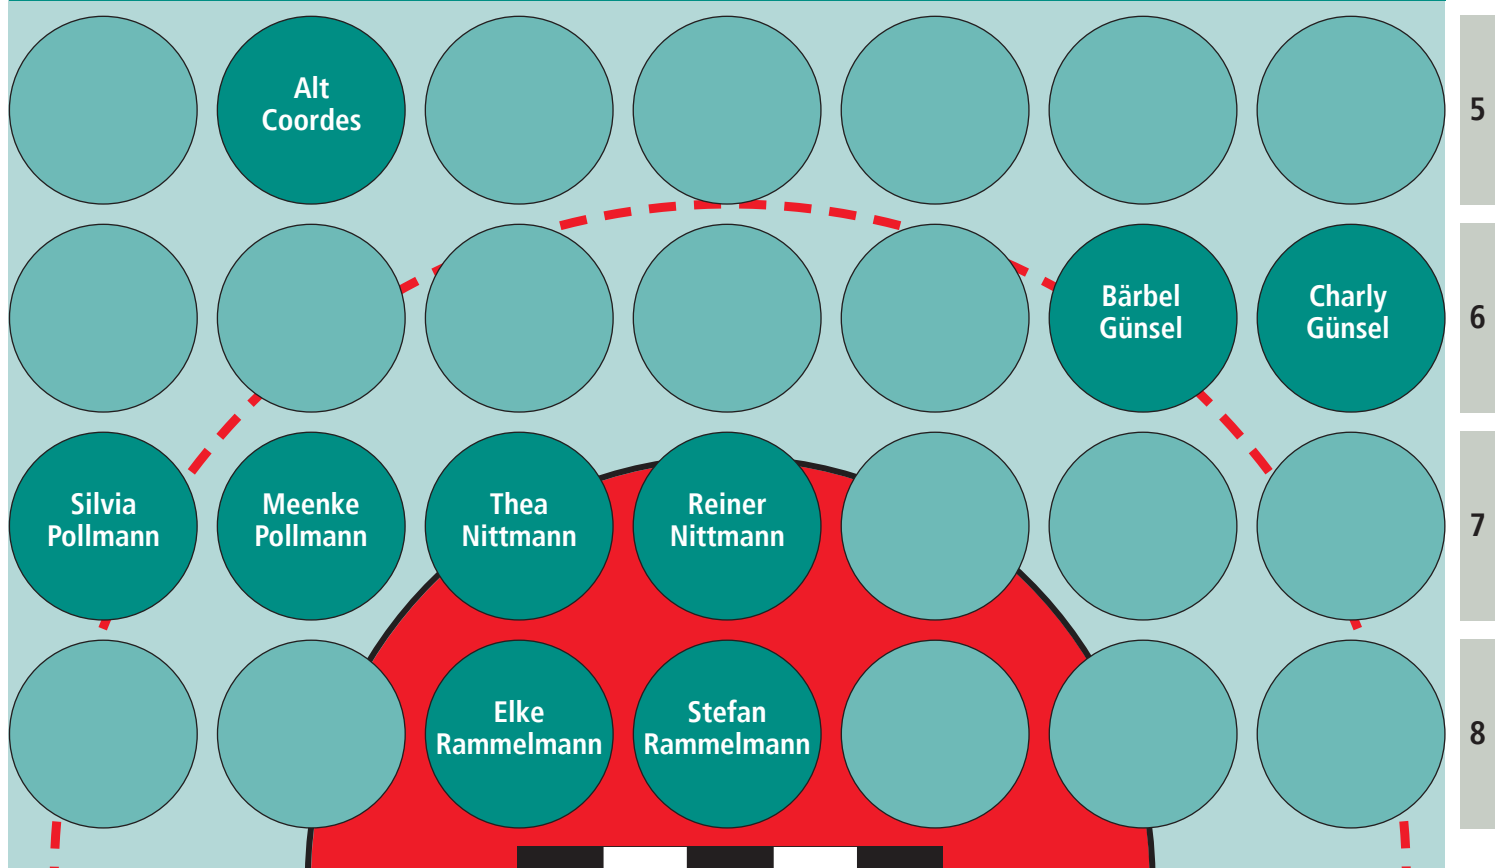 Alt
Coordes
5
Bärbel
Günsel
Charly
Günsel
6
Silvia
Pollmann
Meenke
Pollmann
Thea
Nittmann
Reiner
Nittmann
7
Elke
Rammelmann
Stefan
Rammelmann
8